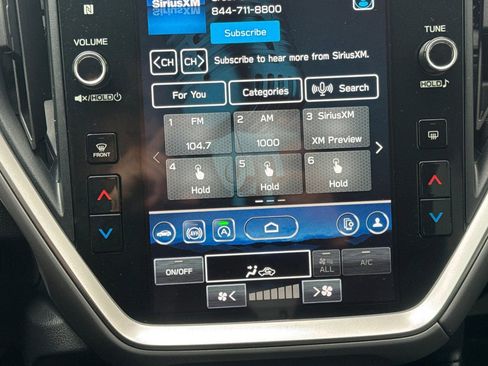 SiriusXM
844-711-8800
Subscribe
VOLUME
TUNE
<CH CH> Subscribe to hear more from SiriusXM.
HOLD
HOLD
For You Categories Search
1 FM 2 AM 3 SiriusXM
104.7 1000 XM Preview
FRONT
4 5 6
Hold Hold Hold
A
ON/OFF
ALL
A/C